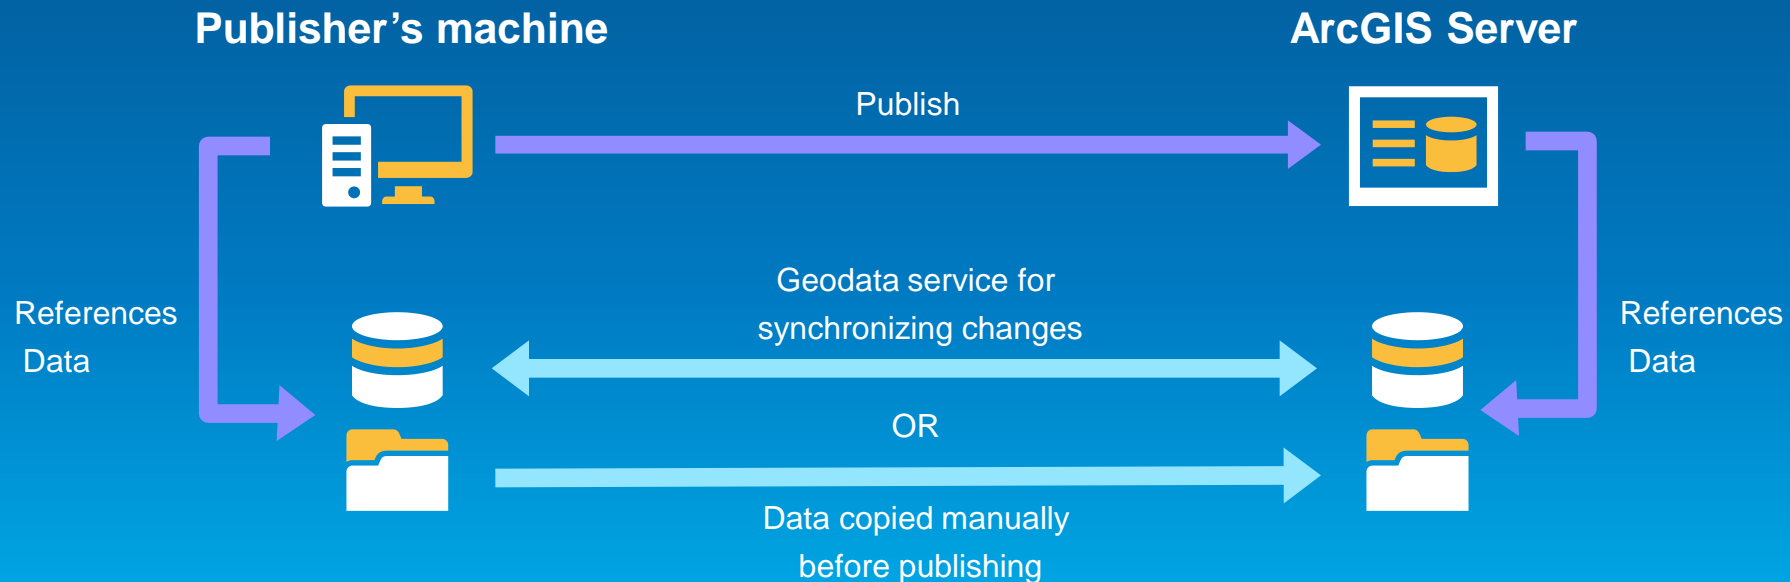 Publisher’s machine
ArcGIS Server
Publish
Geodata service for
synchronizing changes
References
Data
References
Data
OR
Data copied manually
before publishing